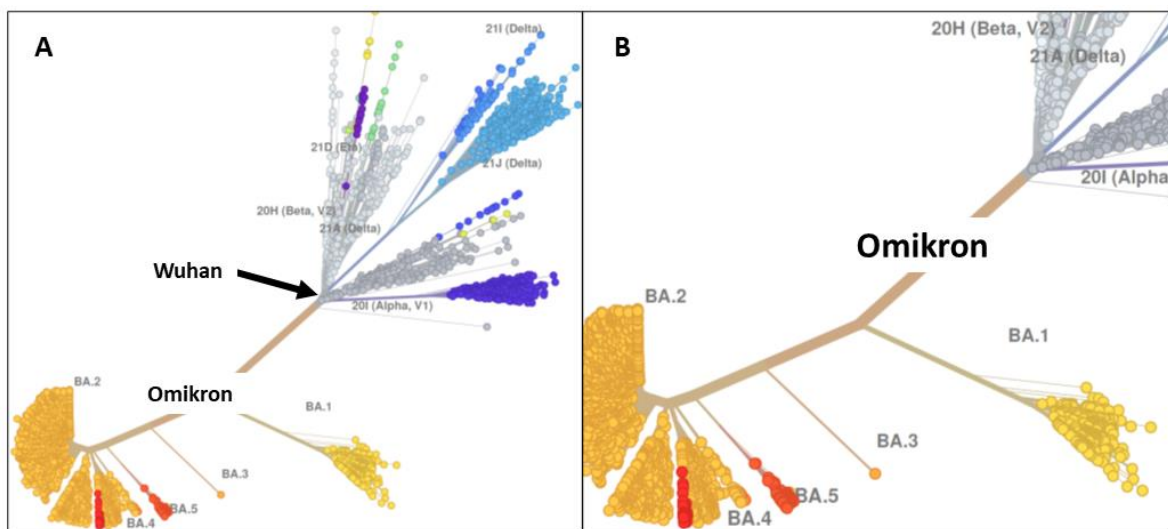 A
21I (Delta)
21D (Eta)
21J (Delta)
20H (Beta, V2)
21A (Delta)
Wuhan
20I (Alpha, V1)
Omikron
BA.2
BA.1
BA.3
BA.5
BA.4
B
20H (Beta, V2)
21A (Delta)
20I (Alpha
Omikron
BA.2
BA.1
BA.3
BA.5
BA.4